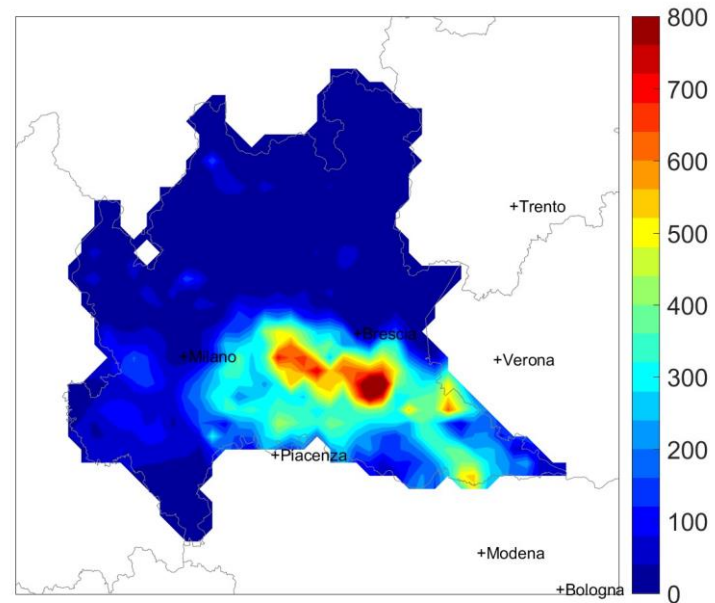 800
700
600
500
400
300
200
100
0
+Trento
+Brescia
+Milano
+Verona
+Piacenza
+Modena
+Bologna